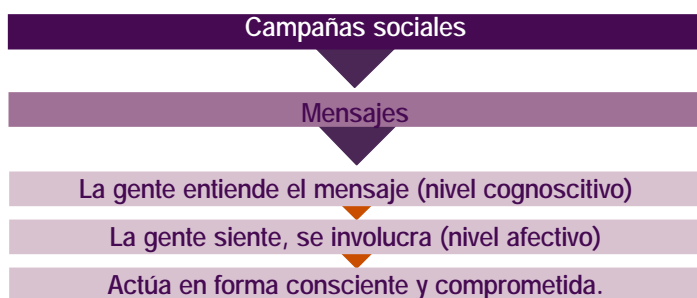 Campañas sociales
Mensajes
La gente entiende el mensaje (nivel cognoscitivo)
La gente siente, se involucra (nivel afectivo)
Actúa en forma consciente y comprometida.